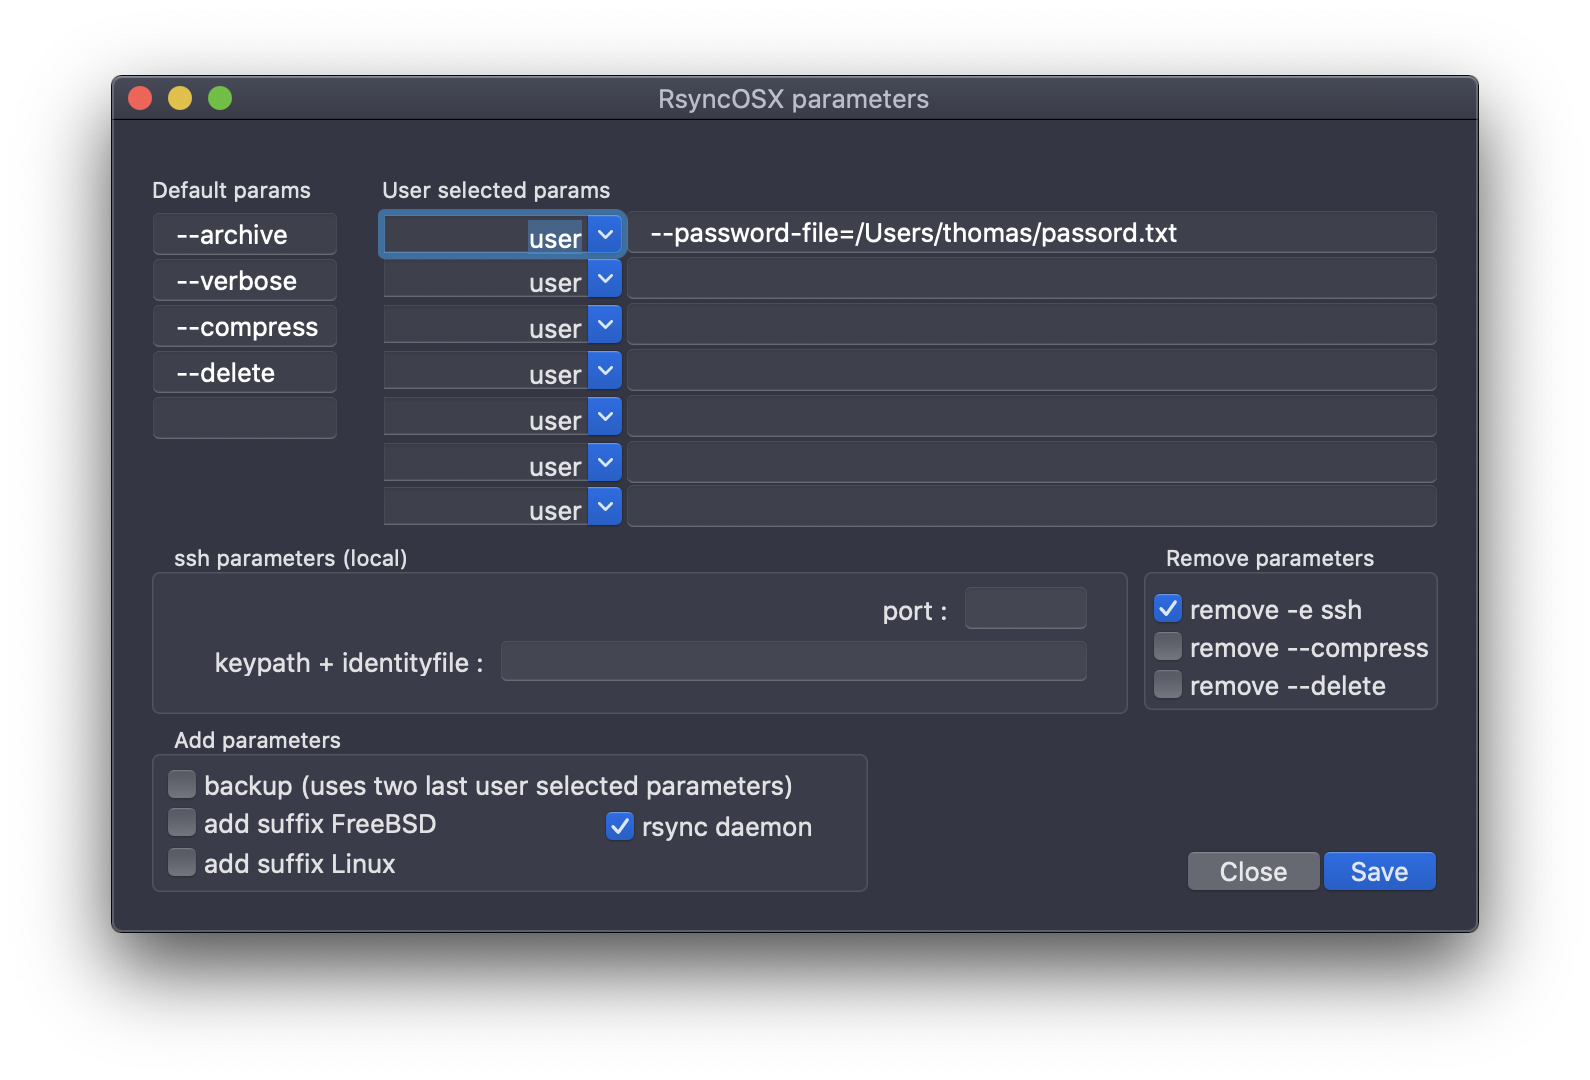 RsyncOSX parameters
Default params
User selected params
--archive
user
--password-file=/Users/thomas/passord.txt
--verbose
user
--compress
user
--delete
user
user
user
user
ssh parameters (local)
port :
keypath + identityfile :
Remove parameters
remove -e ssh
remove --compress
remove --delete
Add parameters
backup (uses two last user selected parameters)
add suffix FreeBSD
rsync daemon
add suffix Linux
Close
Save